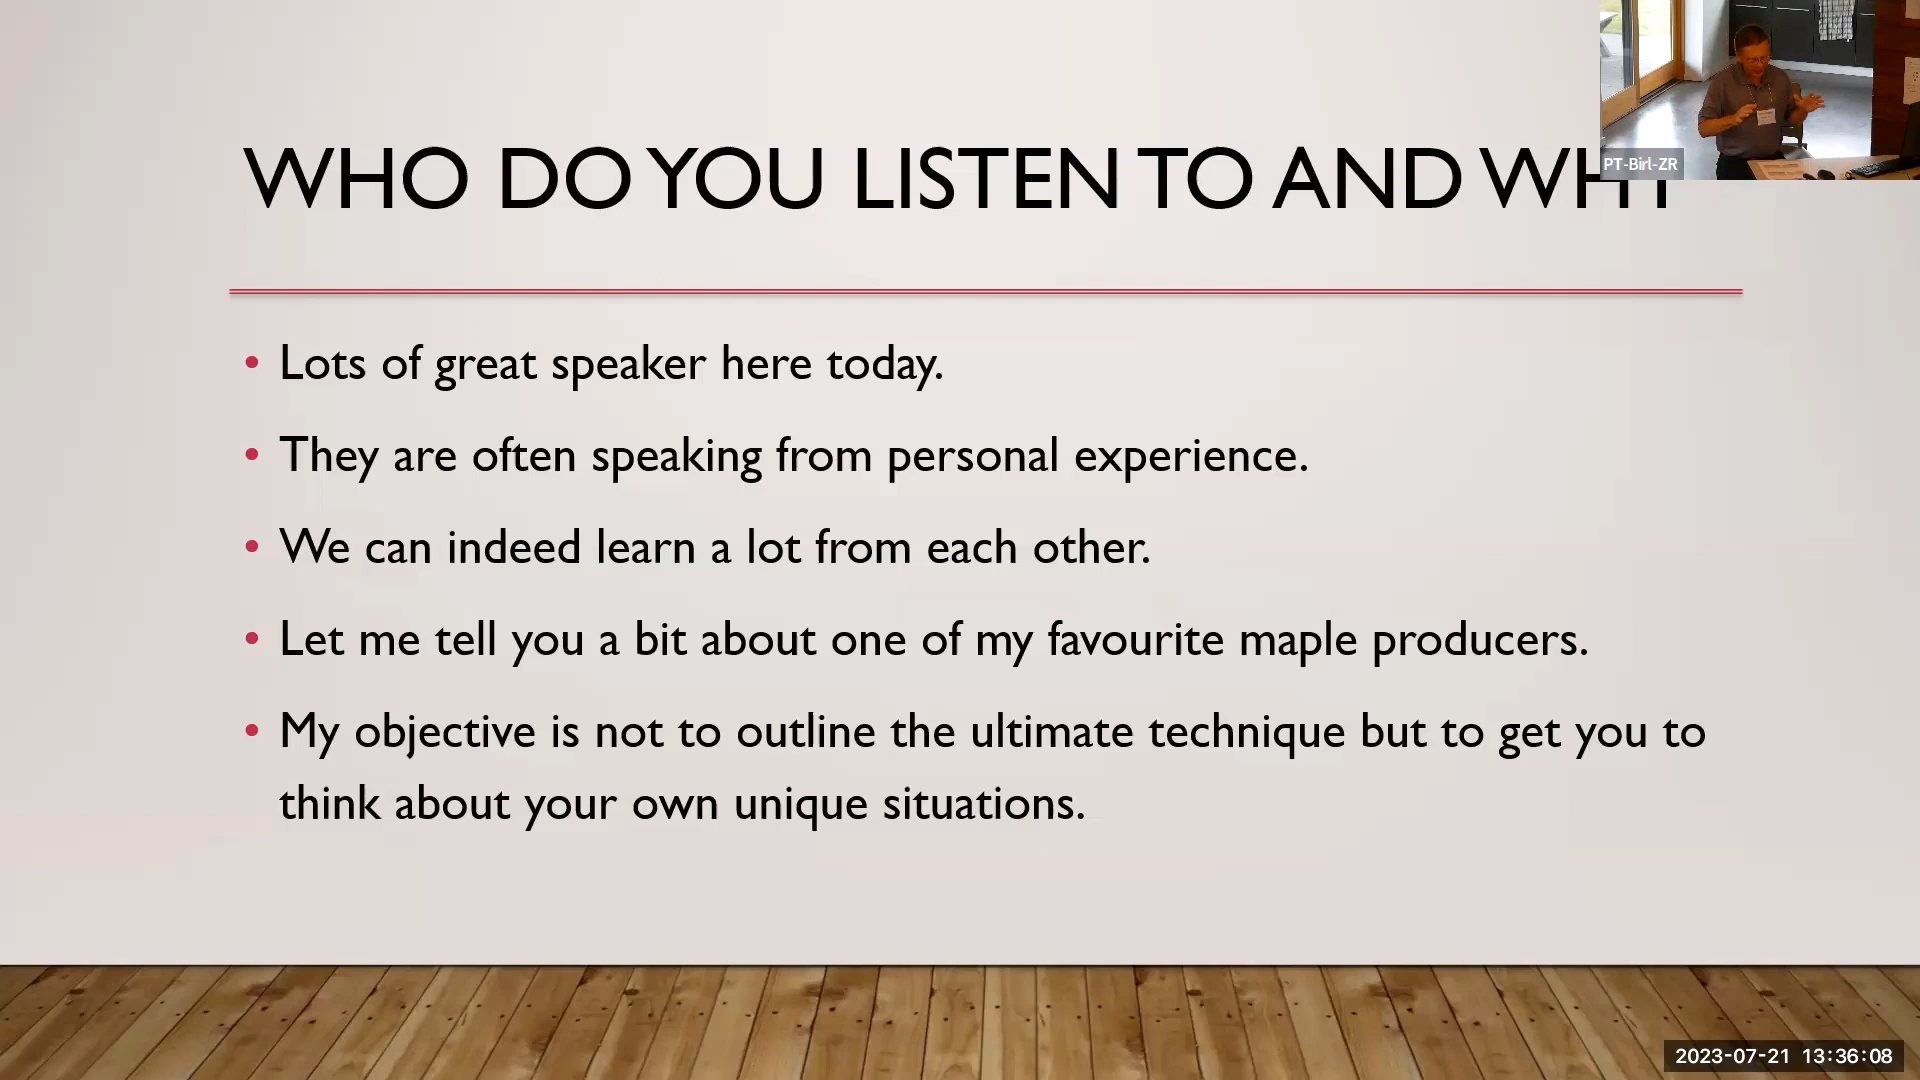 WHO DO YOU LISTEN TO AND WHY
PT-Birl-ZR
• Lots of great speaker here today.
• They are often speaking from personal experience.
• We can indeed learn a lot from each other.
• Let me tell you a bit about one of my favourite maple producers.
• My objective is not to outline the ultimate technique but to get you to
think about your own unique situations.
2023-07-21 13:36:08